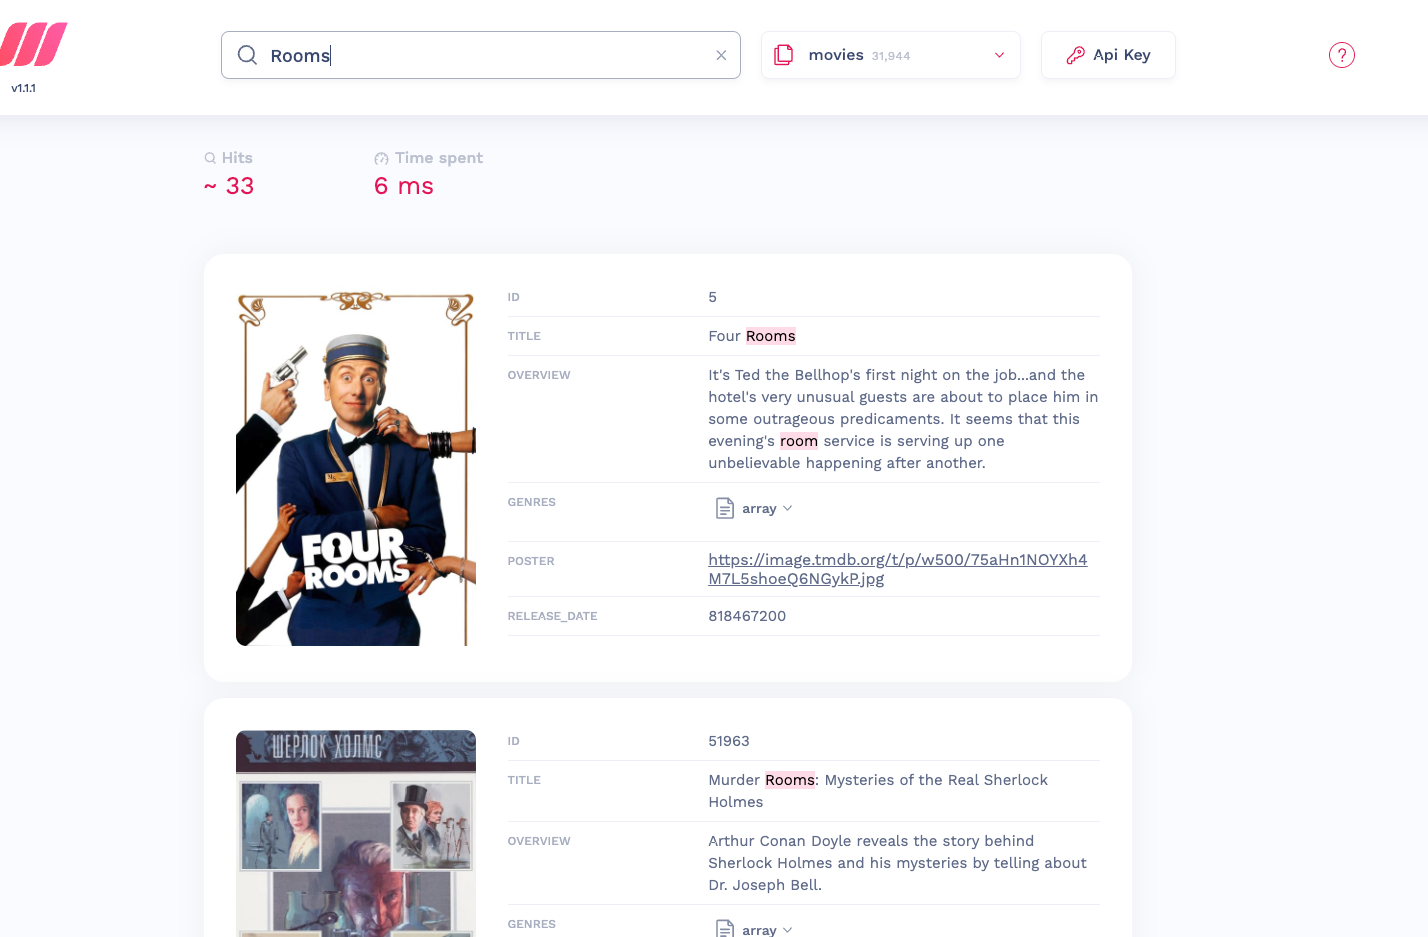 v1.1.1
Rooms
movies 31,944
Api Key
Hits
~ 33
Time spent
6 ms
FOUR
ROOMS
ID
5
TITLE
Four Rooms
OVERVIEW
It's Ted the Bellhop's first night on the job...and the
hotel's very unusual guests are about to place him in
some outrageous predicaments. It seems that this
evening's room service is serving up one
unbelievable happening after another.
GENRES
array
POSTER
https://image.tmdb.org/t/p/w500/75aHn1NOYXh4
M7L5shoeQ6NGykP.jpg
RELEASE_DATE
818467200
ШЕРЛОК ХОЛМС
ID
51963
TITLE
Murder Rooms: Mysteries of the Real Sherlock
Holmes
OVERVIEW
Arthur Conan Doyle reveals the story behind
Sherlock Holmes and his mysteries by telling about
Dr. Joseph Bell.
GENRES
array